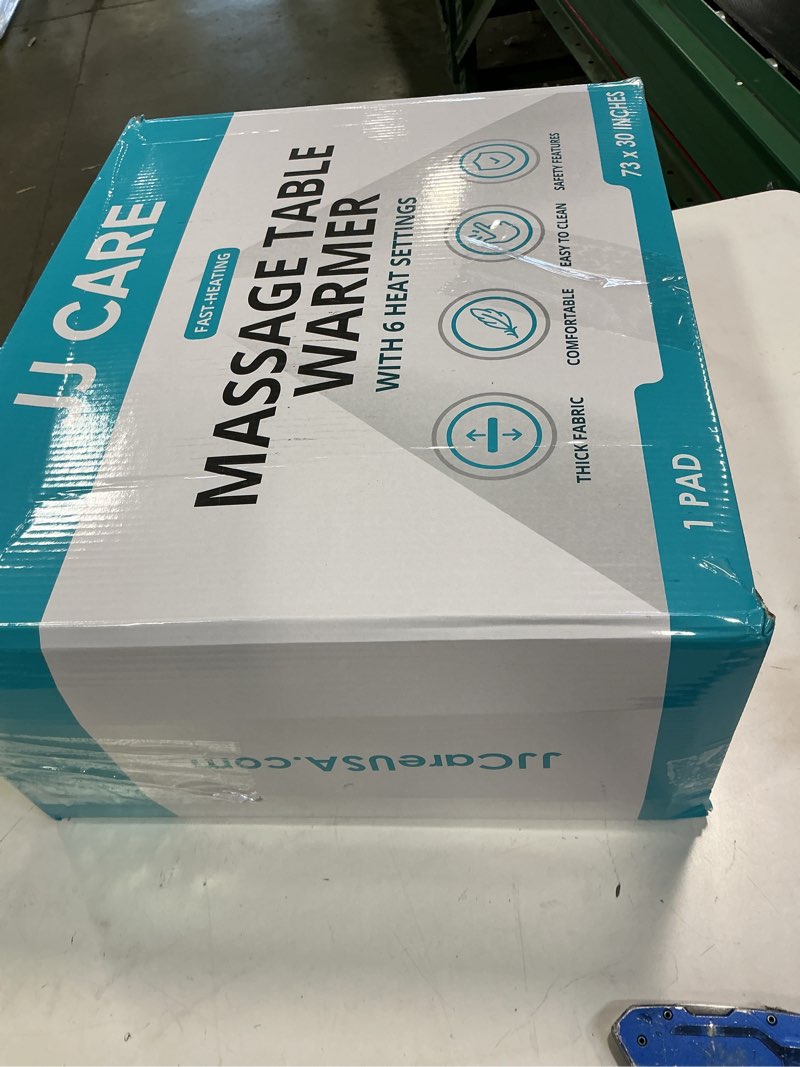 JJ CARE
FAST-HEATING
MASSAGE TABLE
WARMER
WITH 6 HEAT SETTINGS
THICK FABRIC
COMFORTABLE
EASY TO CLEAN
SAFETY FEATURES
1 PAD
73 x 30 INCHES
JJCareUSA.com